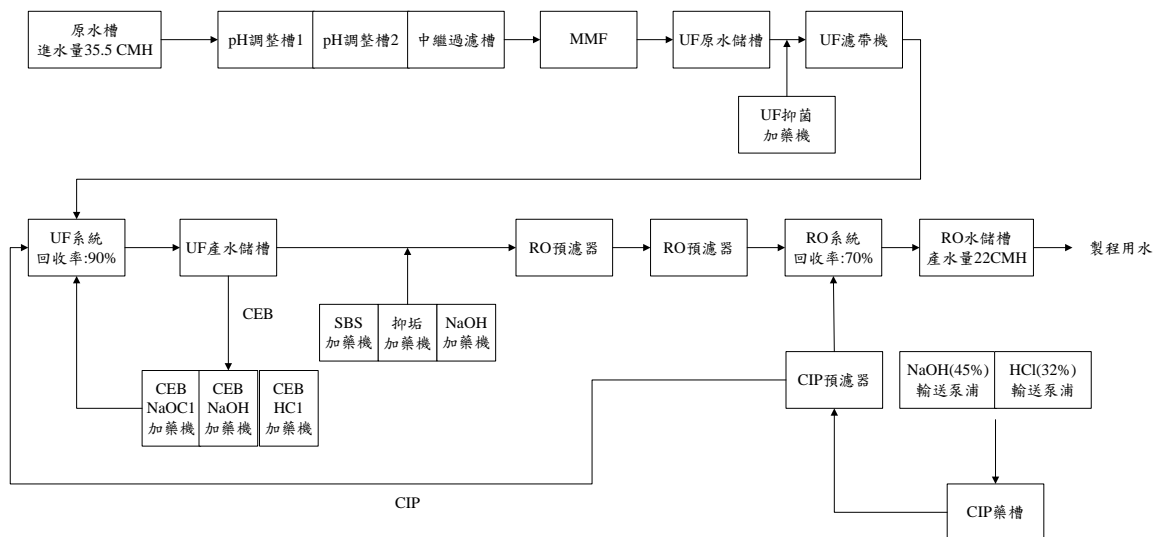 原水槽
進水量35.5 CMH
pH調整槽1
pH調整槽2
中繼過濾槽
MMF
UF原水儲槽
UF濾帶機
UF抑菌
加藥機
UF系統
回收率:90%
UF產水儲槽
RO預濾器
RO預濾器
RO系統
回收率:70%
RO水儲槽
產水量22CMH
製程用水
CEB
SBS
加藥機
抑垢
加藥機
NaOH
加藥機
CEB
NaOCl
加藥機
CEB
NaOH
加藥機
CEB
HCl
加藥機
CIP預濾器
NaOH(45%)
輸送泵浦
HCl(32%)
輸送泵浦
CIP
CIP藥槽